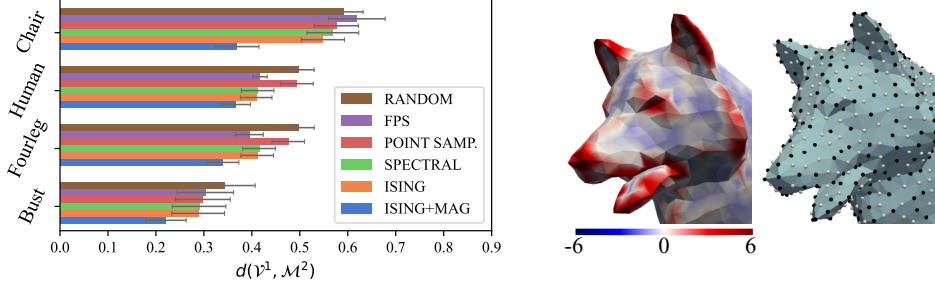 Chair
Human
Fourleg
Bust
RANDOM
FPS
POINT SAMP.
SPECTRAL
ISING
ISING+MAG
0.0 0.1 0.2 0.3 0.4 0.5 0.6 0.7 0.8 0.9
d(𝒱¹, ℳ²)
-6 0 6